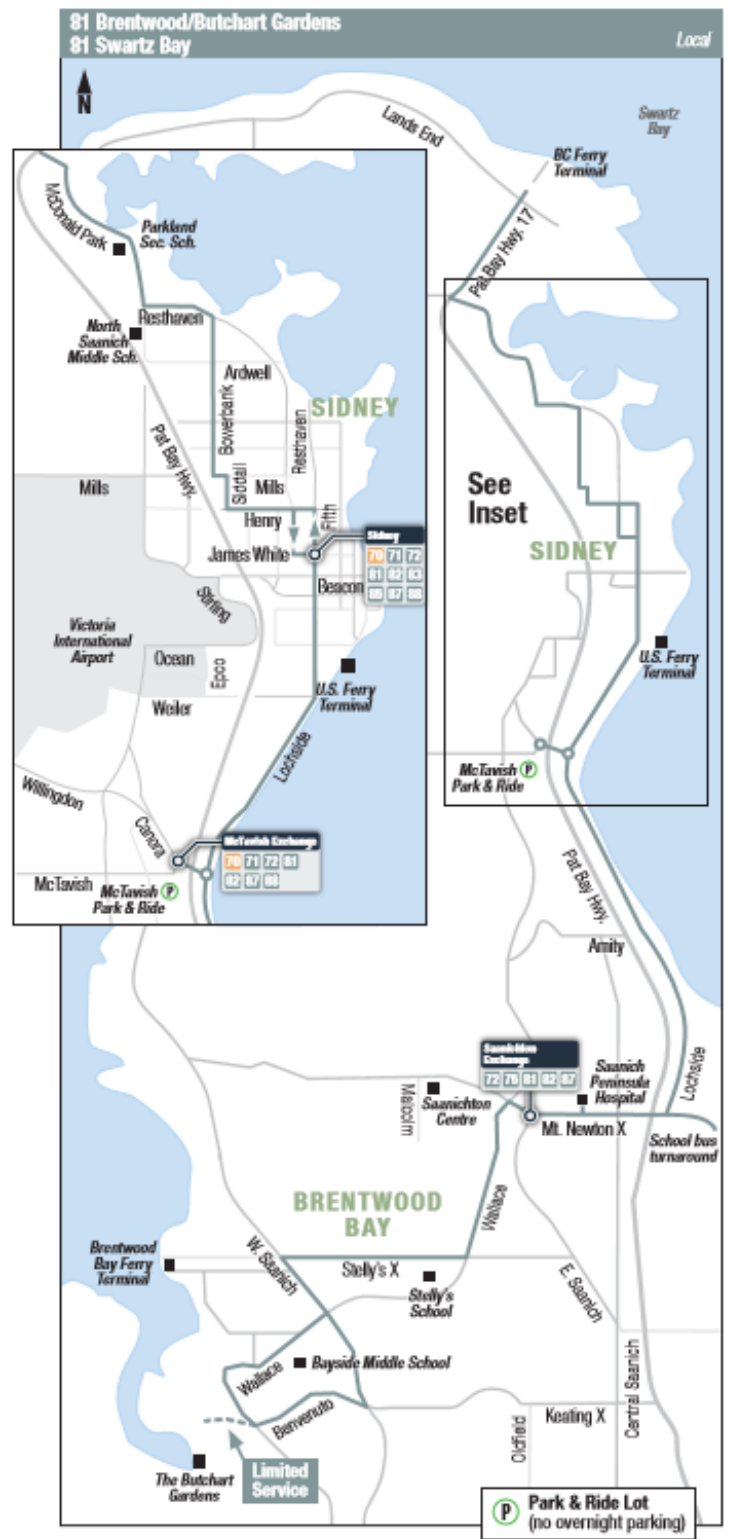 81 Brentwood/Butchart Gardens
81 Swartz Bay
Local
N
Lands End
Swartz
Bay
BC Ferry
Terminal
Pat Bay Hwy. 17
McDonald Park
Parkland
Sec. Sch.
Resthaven
North
Saanich
Middle Sch.
Ardwell
SIDNEY
Bowerbank
Resthaven
Pat Bay Hwy.
Siddall
Mills
Mills
Henry
Fifth
James White
Sidney
70 71 72
81 82 83
85 87 88
Beacon
Stirling
Victoria
International
Airport
Ocean
Epco
Weiler
U.S. Ferry
Terminal
Lochside
Willingdon
Canora
McTavish Exchange
70 71 72 81
82 87 88
McTavish
McTavish P
Park & Ride
See
Inset
SIDNEY
U.S. Ferry
Terminal
McTavish P
Park & Ride
Pat Bay Hwy.
Amity
Lochside
Saanichton
Exchange
72 75 81 82 87
Saanich
Peninsula
Hospital
Malcolm
Saanichton
Centre
Mt. Newton X
School bus
turnaround
BRENTWOOD
BAY
Wallace
Brentwood
Bay Ferry
Terminal
W. Saanich
Stelly's X
Stelly's
School
E. Saanich
Wallace
Bayside Middle School
Benvenuto
Central Saanich
Keating X
Oldfield
The Butchart
Gardens
Limited
Service
P Park & Ride Lot
(no overnight parking)